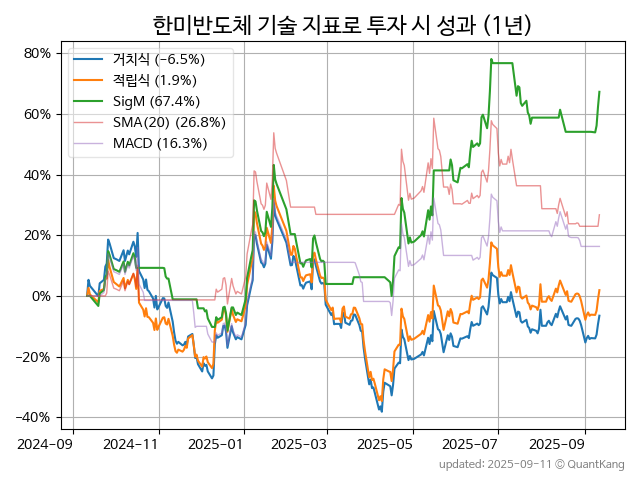 한미반도체 기술 지표로 투자 시 성과 (1년)
거치식 (−6.5%)
적립식 (1.9%)
SigM (67.4%)
SMA(20) (26.8%)
MACD (16.3%)
80%
60%
40%
20%
0%
−20%
−40%
2024-09 2024-11 2025-01 2025-03 2025-05 2025-07 2025-09
updated: 2025-09-11 © QuantKang